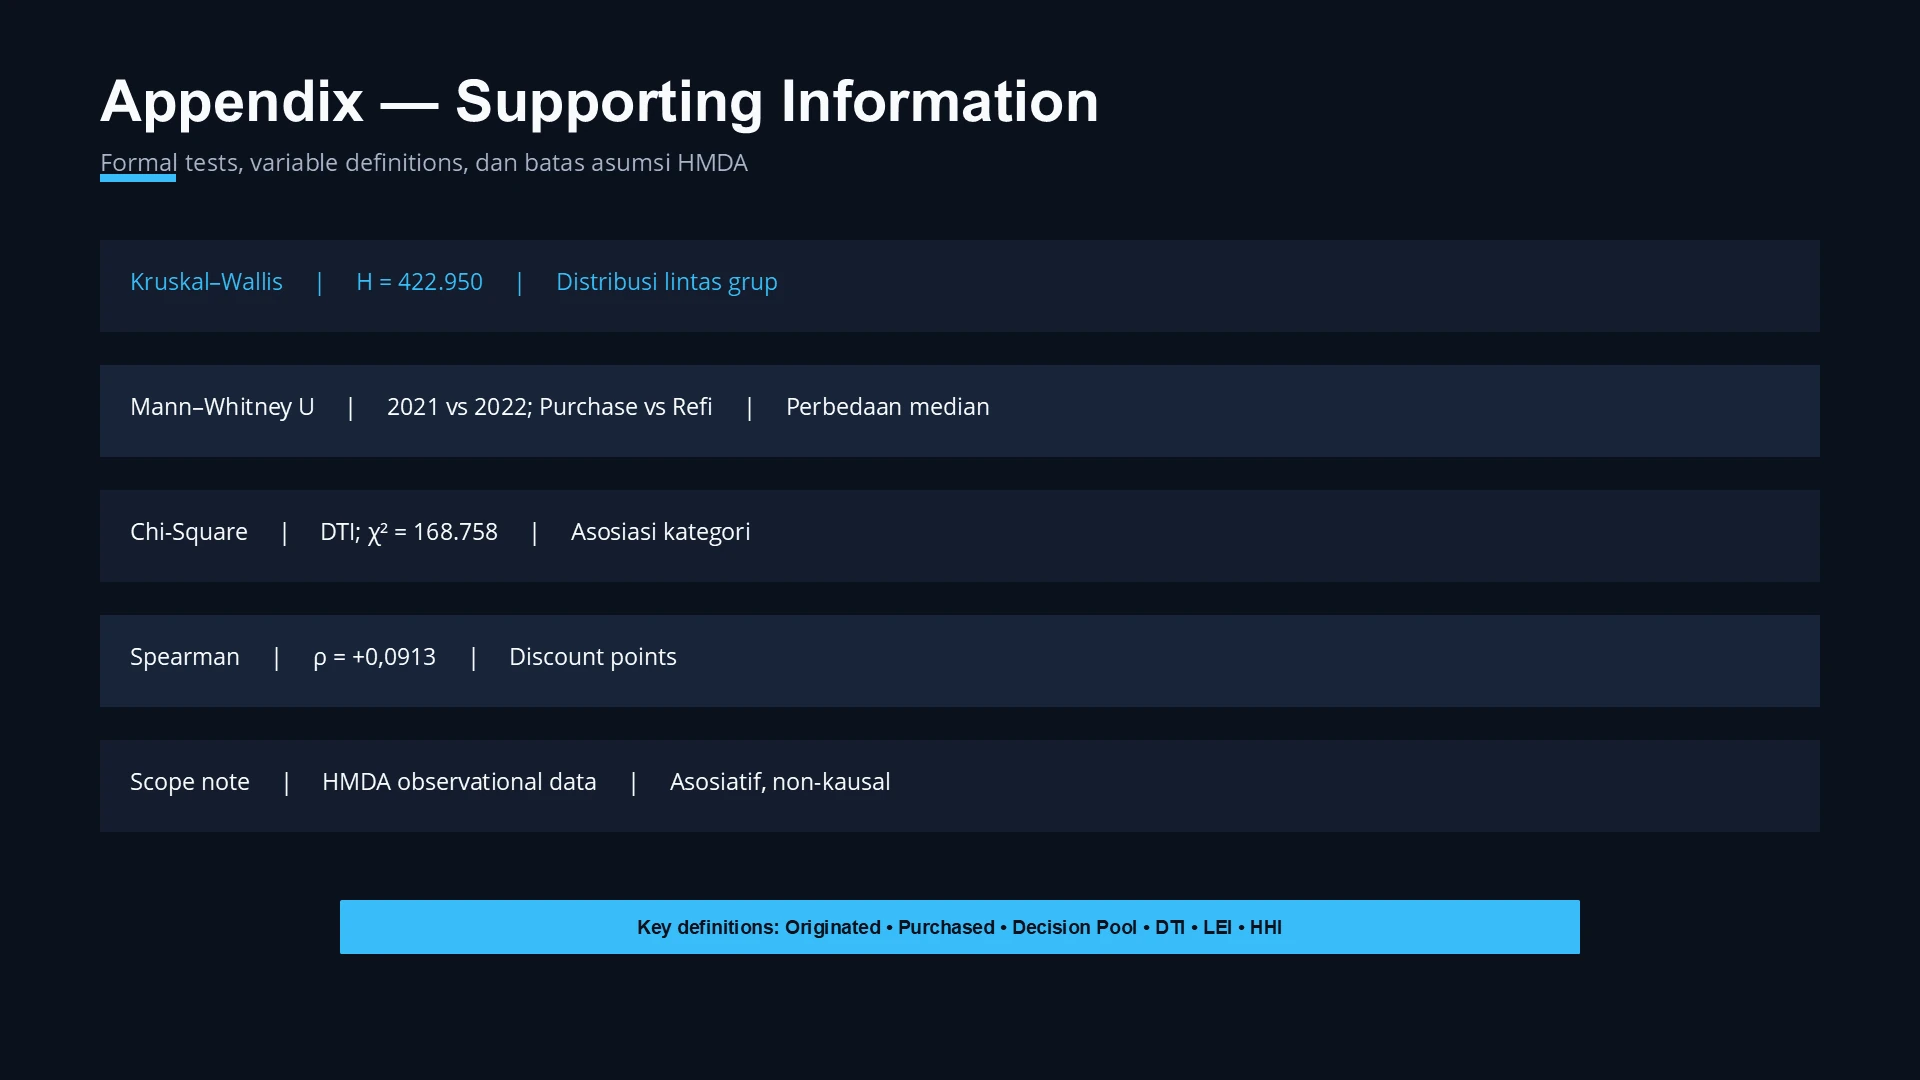 Appendix — Supporting Information
Formal tests, variable definitions, dan batas asumsi HMDA
Kruskal–Wallis | H = 422.950 | Distribusi lintas grup
Mann–Whitney U | 2021 vs 2022; Purchase vs Refi | Perbedaan median
Chi-Square | DTI; χ² = 168.758 | Asosiasi kategori
Spearman | ρ = +0,0913 | Discount points
Scope note | HMDA observational data | Asosiatif, non-kausal
Key definitions: Originated • Purchased • Decision Pool • DTI • LEI • HHI